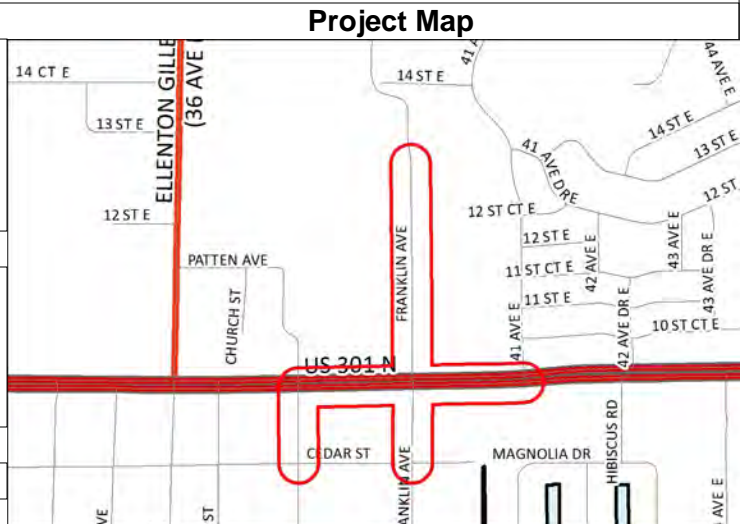 Project Map
14 CT E
ELLENTON GILLE
(36 AVE
14 ST E
41 A
44 AVE E
13 ST E
14 ST E
13 ST E
41 AVE DR E
12 ST
12 ST E
12 ST CT E
PATTEN AVE
FRANKLIN AVE
12 ST E
42 AVE E
43 AVE E
43 AVE DR E
11 ST CT E
CHURCH ST
11 ST E
42 AVE DR E
10 ST CT E
41 AVE E
US 301 N
HIBISCUS RD
CEDAR ST
MAGNOLIA DR
ANKLIN AVE
VE
ST
AVE E